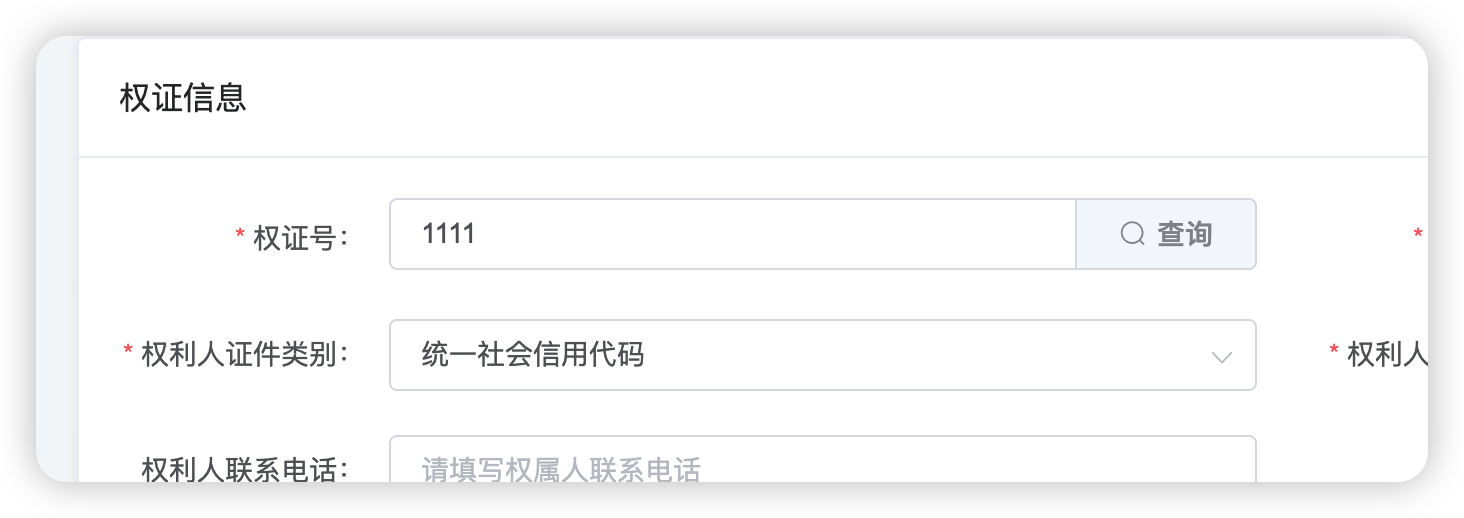 权证信息
* 权证号： 1111 查询 *
* 权利人证件类别： 统一社会信用代码 * 权利人
权利人联系电话： 请填写权属人联系电话